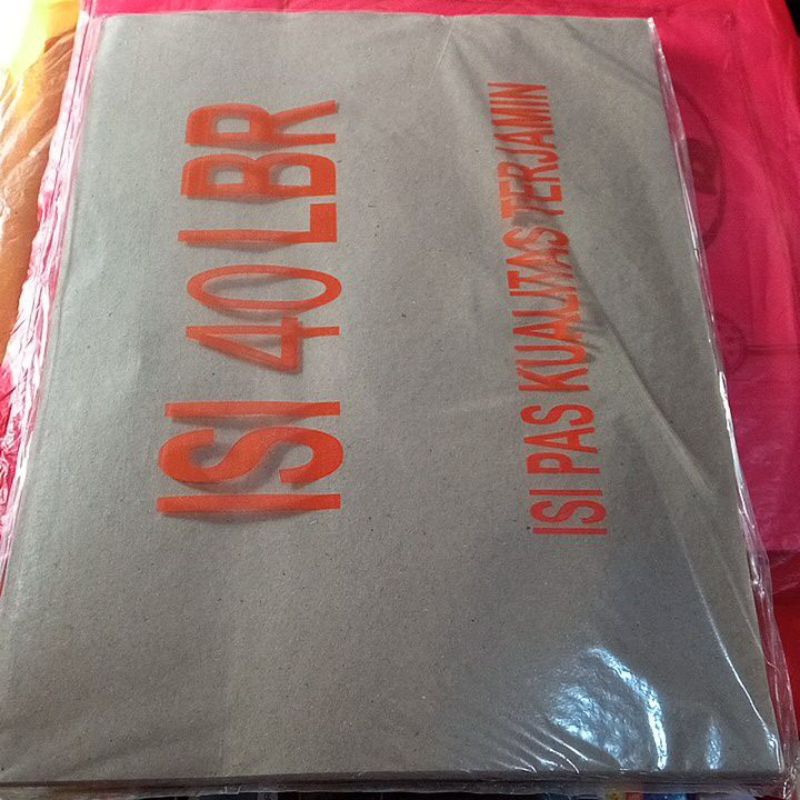 ISI 40 LBR
ISI PAS KUALITAS TERJAMIN